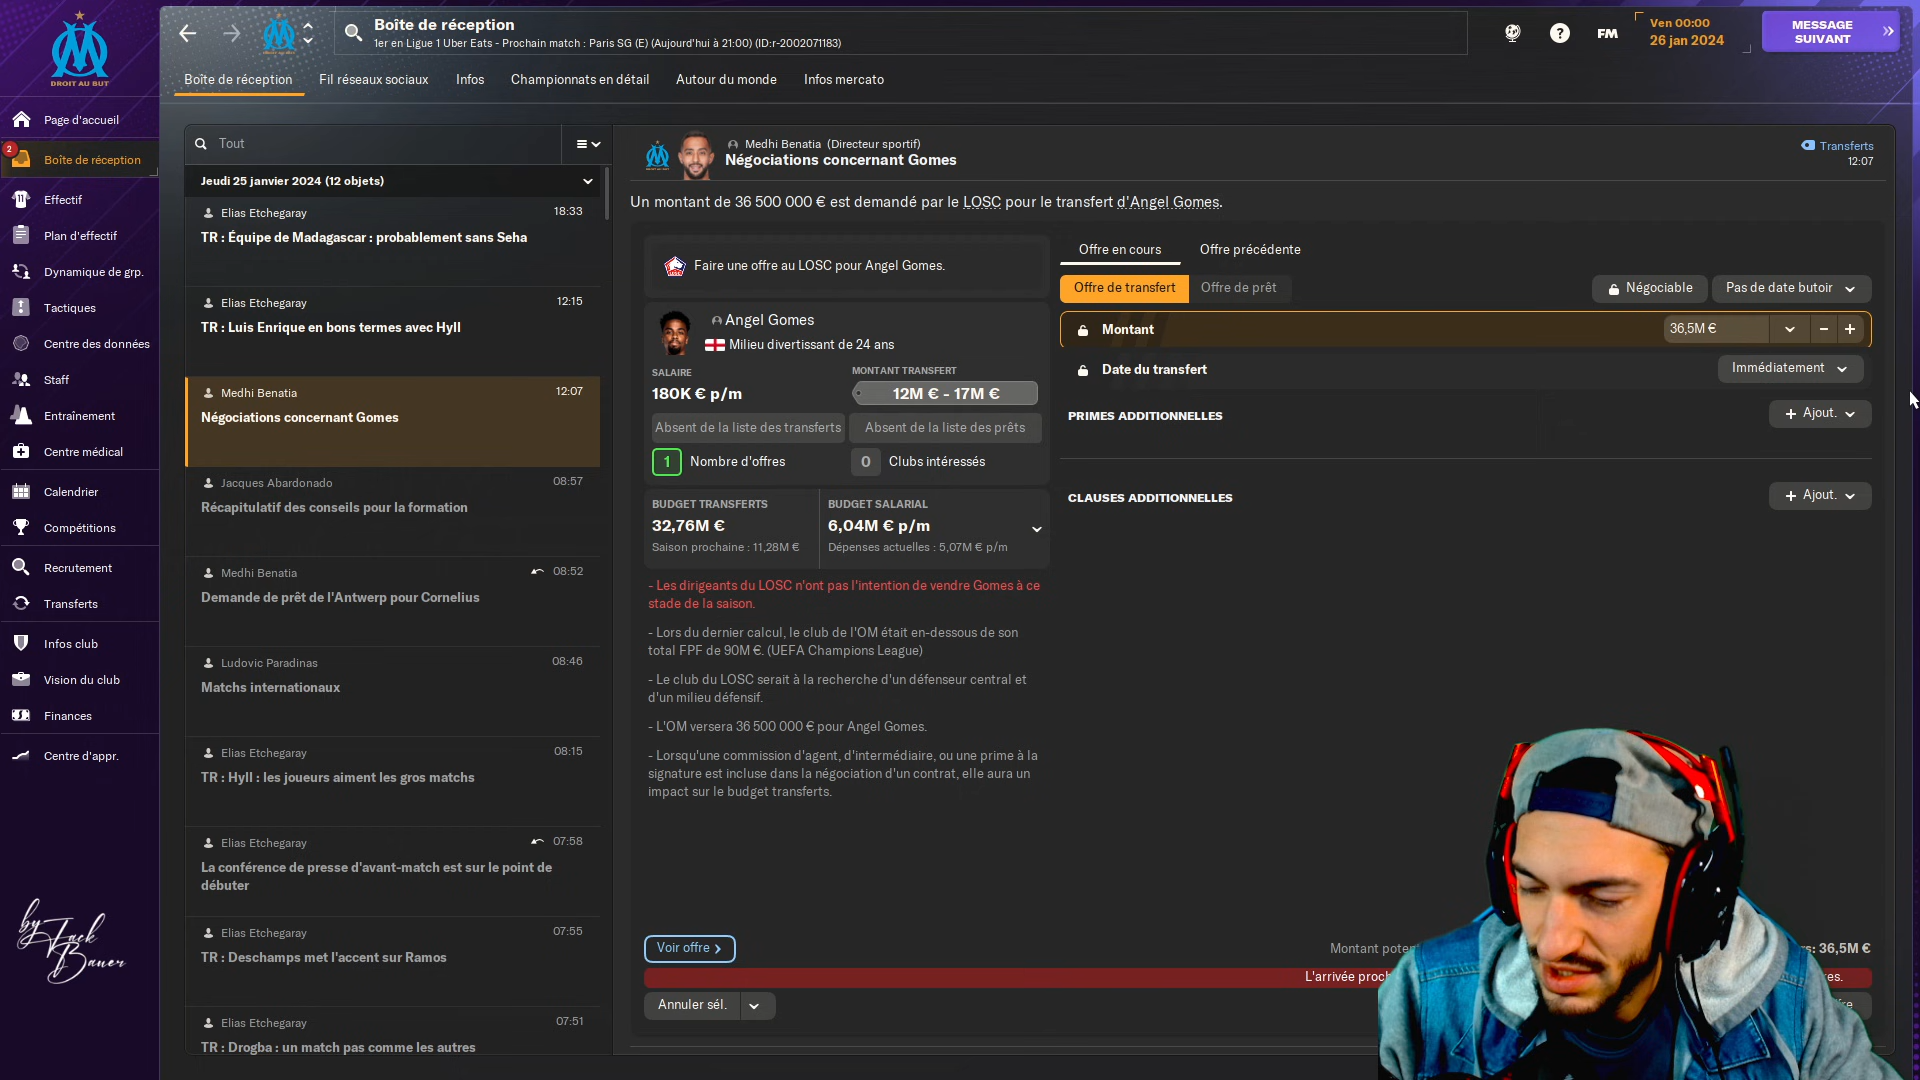 DROIT AU BUT
Boîte de réception
1er en Ligue 1 Uber Eats - Prochain match : Paris SG (E) (Aujourd'hui à 21:00) (ID:r-2002071183)
FM
Ven 00:00
26 jan 2024
MESSAGE
SUIVANT
Boîte de réception
Fil réseaux sociaux
Infos
Championnats en détail
Autour du monde
Infos mercato
Page d'accueil
2
Boîte de réception
Effectif
Plan d'effectif
Dynamique de grp.
Tactiques
Centre des données
Staff
Entraînement
Centre médical
Calendrier
Compétitions
Recrutement
Transferts
Infos club
Vision du club
Finances
Centre d'appr.
by Jack
Bauer
Tout
Jeudi 25 janvier 2024 (12 objets)
Elias Etchegaray 18:33
TR : Équipe de Madagascar : probablement sans Seha
Elias Etchegaray 12:15
TR : Luis Enrique en bons termes avec Hyll
Medhi Benatia 12:07
Négociations concernant Gomes
Jacques Abardonado 08:57
Récapitulatif des conseils pour la formation
Medhi Benatia 08:52
Demande de prêt de l'Antwerp pour Cornelius
Ludovic Paradinas 08:46
Matchs internationaux
Elias Etchegaray 08:15
TR : Hyll : les joueurs aiment les gros matchs
Elias Etchegaray 07:58
La conférence de presse d'avant-match est sur le point de
débuter
Elias Etchegaray 07:55
TR : Deschamps met l'accent sur Ramos
Elias Etchegaray 07:51
TR : Drogba : un match pas comme les autres
Medhi Benatia (Directeur sportif)
Négociations concernant Gomes
Transferts
12:07
Un montant de 36 500 000 € est demandé par le LOSC pour le transfert d'Angel Gomes.
Faire une offre au LOSC pour Angel Gomes.
Angel Gomes
Milieu divertissant de 24 ans
SALAIRE
180K € p/m
MONTANT TRANSFERT
12M € - 17M €
Absent de la liste des transferts
Absent de la liste des prêts
1 Nombre d'offres
0 Clubs intéressés
BUDGET TRANSFERTS
32,76M €
Saison prochaine : 11,28M €
BUDGET SALARIAL
6,04M € p/m
Dépenses actuelles : 5,07M € p/m
- Les dirigeants du LOSC n'ont pas l'intention de vendre Gomes à ce
stade de la saison.
- Lors du dernier calcul, le club de l'OM était en-dessous de son
total FPF de 90M €. (UEFA Champions League)
- Le club du LOSC serait à la recherche d'un défenseur central et
d'un milieu défensif.
- L'OM versera 36 500 000 € pour Angel Gomes.
- Lorsqu'une commission d'agent, d'intermédiaire, ou une prime à la
signature est incluse dans la négociation d'un contrat, elle aura un
impact sur le budget transferts.
Offre en cours
Offre précédente
Offre de transfert
Offre de prêt
Négociable
Pas de date butoir
Montant
36,5M €
Date du transfert
Immédiatement
PRIMES ADDITIONNELLES
Ajout.
CLAUSES ADDITIONNELLES
Ajout.
Voir offre
Montant
36,5M €
L'arrivée
Annuler sél.